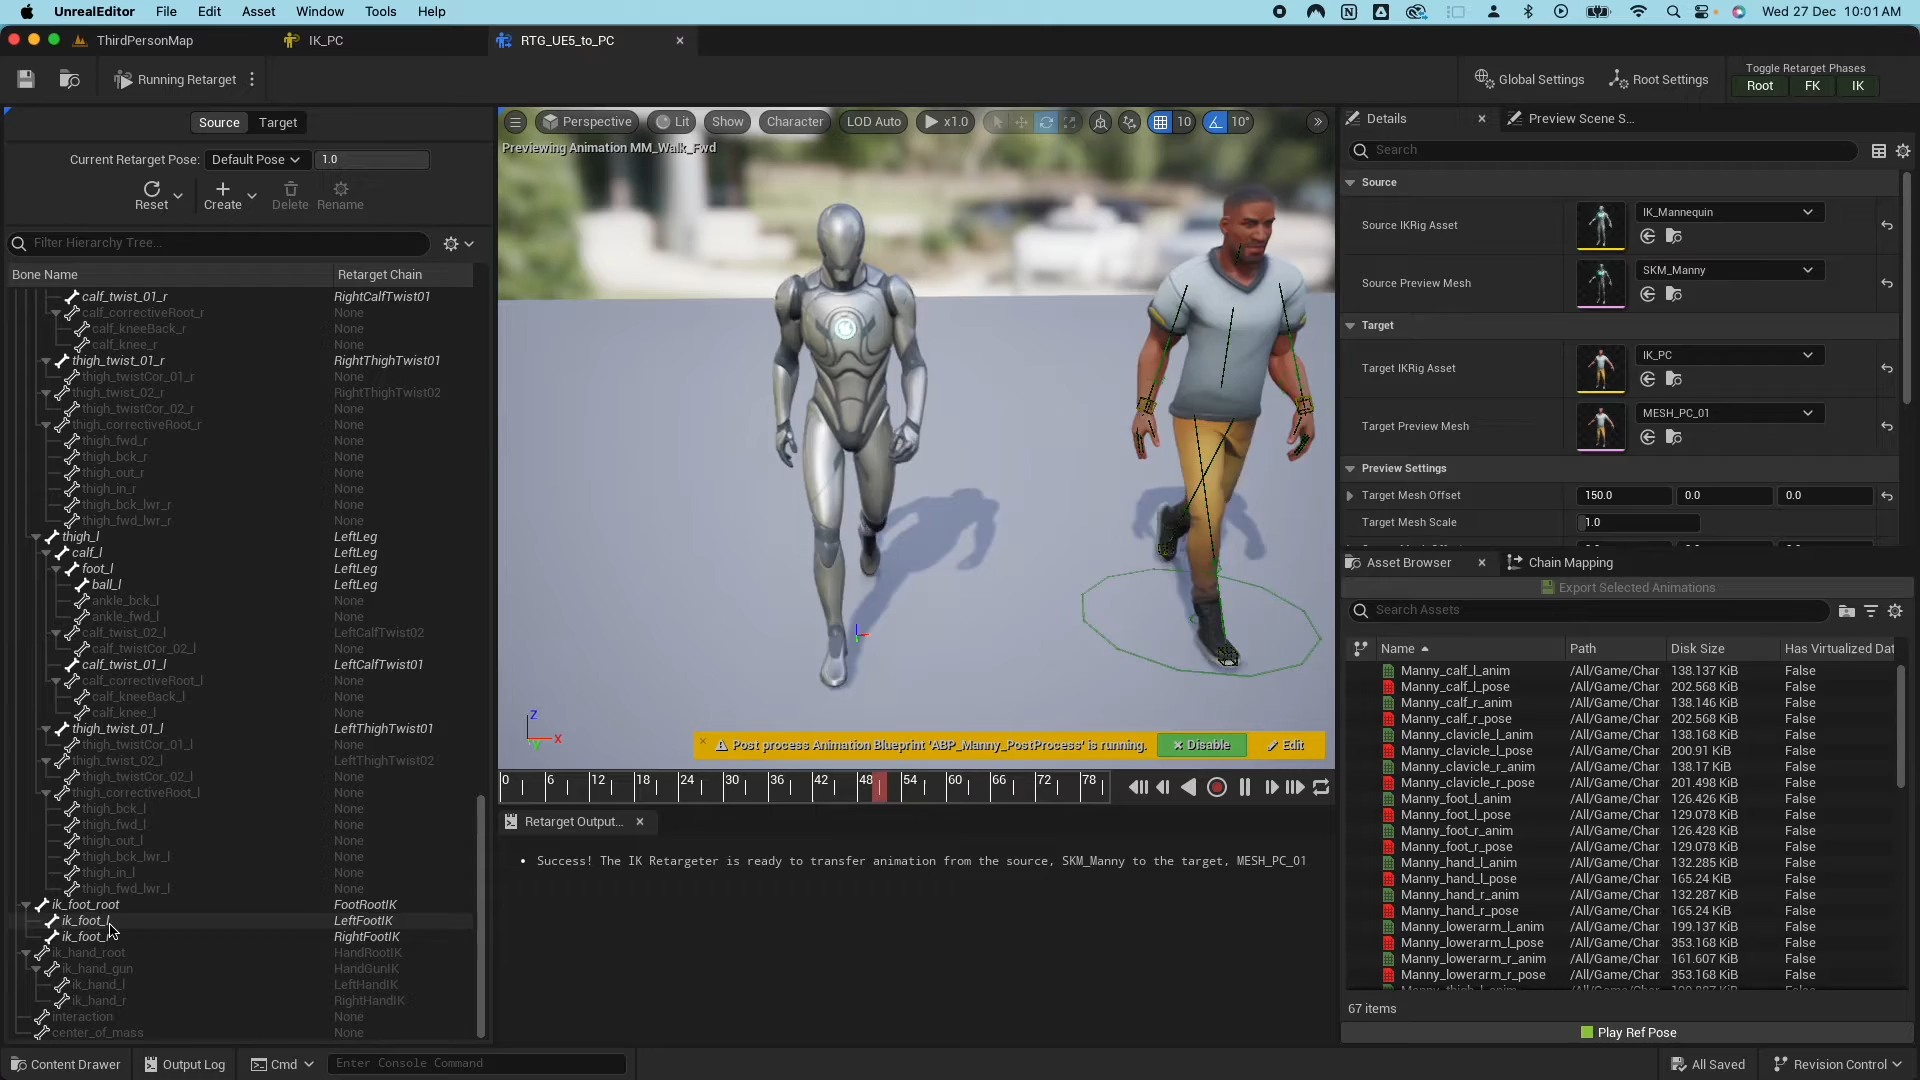 UnrealEditor File Edit Asset Window Tools Help
Wed 27 Dec 10:01 AM
ThirdPersonMap
IK_PC
RTG_UE5_to_PC
Running Retarget
Global Settings
Root Settings
Toggle Retarget Phases
Root FK IK
Source Target
Current Retarget Pose: Default Pose 1.0
Reset Create Delete Rename
Filter Hierarchy Tree...
Bone Name Retarget Chain
calf_twist_01_r RightCalfTwist01
calf_correctiveRoot_r None
calf_kneeBack_r None
calf_knee_r None
thigh_twist_01_r RightThighTwist01
thigh_twistCor_01_r None
thigh_twist_02_r RightThighTwist02
thigh_twistCor_02_r None
thigh_correctiveRoot_r None
thigh_fwd_r None
thigh_bck_r None
thigh_out_r None
thigh_in_r None
thigh_bck_lwr_r None
thigh_fwd_lwr_r None
thigh_l LeftLeg
calf_l LeftLeg
foot_l LeftLeg
ball_l LeftLeg
ankle_bck_l None
ankle_fwd_l None
calf_twist_02_l LeftCalfTwist02
calf_twistCor_02_l None
calf_twist_01_l LeftCalfTwist01
calf_correctiveRoot_l None
calf_kneeBack_l None
calf_knee_l None
thigh_twist_01_l LeftThighTwist01
thigh_twistCor_01_l None
thigh_twist_02_l LeftThighTwist02
thigh_twistCor_02_l None
thigh_correctiveRoot_l None
thigh_bck_l None
thigh_fwd_l None
thigh_out_l None
thigh_bck_lwr_l None
thigh_in_l None
thigh_fwd_lwr_l None
ik_foot_root FootRootIK
ik_foot_l LeftFootIK
ik_foot_r RightFootIK
ik_hand_root HandRootIK
ik_hand_gun HandGunIK
ik_hand_l LeftHandIK
ik_hand_r RightHandIK
interaction None
center_of_mass None
Perspective Lit Show Character LOD Auto x1.0 10 10°
Previewing Animation MM_Walk_Fwd
Z
X
Y
Post process Animation Blueprint 'ABP_Manny_PostProcess' is running. Disable Edit
0 6 12 18 24 30 36 42 48 54 60 66 72 78
Retarget Output...
• Success! The IK Retargeter is ready to transfer animation from the source, SKM_Manny to the target, MESH_PC_01
Details
Preview Scene S...
Search
Source
Source IKRig Asset IK_Mannequin
Source Preview Mesh SKM_Manny
Target
Target IKRig Asset IK_PC
Target Preview Mesh MESH_PC_01
Preview Settings
Target Mesh Offset 150.0 0.0 0.0
Target Mesh Scale 1.0
Asset Browser
Chain Mapping
Export Selected Animations
Search Assets
Name Path Disk Size Has Virtualized Dat
Manny_calf_l_anim /All/Game/Char 138.137 KiB False
Manny_calf_l_pose /All/Game/Char 202.568 KiB False
Manny_calf_r_anim /All/Game/Char 138.146 KiB False
Manny_calf_r_pose /All/Game/Char 202.568 KiB False
Manny_clavicle_l_anim /All/Game/Char 138.168 KiB False
Manny_clavicle_l_pose /All/Game/Char 200.91 KiB False
Manny_clavicle_r_anim /All/Game/Char 138.17 KiB False
Manny_clavicle_r_pose /All/Game/Char 201.498 KiB False
Manny_foot_l_anim /All/Game/Char 126.426 KiB False
Manny_foot_l_pose /All/Game/Char 129.078 KiB False
Manny_foot_r_anim /All/Game/Char 126.428 KiB False
Manny_foot_r_pose /All/Game/Char 129.078 KiB False
Manny_hand_l_anim /All/Game/Char 132.285 KiB False
Manny_hand_l_pose /All/Game/Char 165.24 KiB False
Manny_hand_r_anim /All/Game/Char 132.287 KiB False
Manny_hand_r_pose /All/Game/Char 165.24 KiB False
Manny_lowerarm_l_anim /All/Game/Char 199.137 KiB False
Manny_lowerarm_l_pose /All/Game/Char 353.168 KiB False
Manny_lowerarm_r_anim /All/Game/Char 161.607 KiB False
Manny_lowerarm_r_pose /All/Game/Char 353.168 KiB False
67 items
Play Ref Pose
Content Drawer Output Log Cmd Enter Console Command
All Saved Revision Control